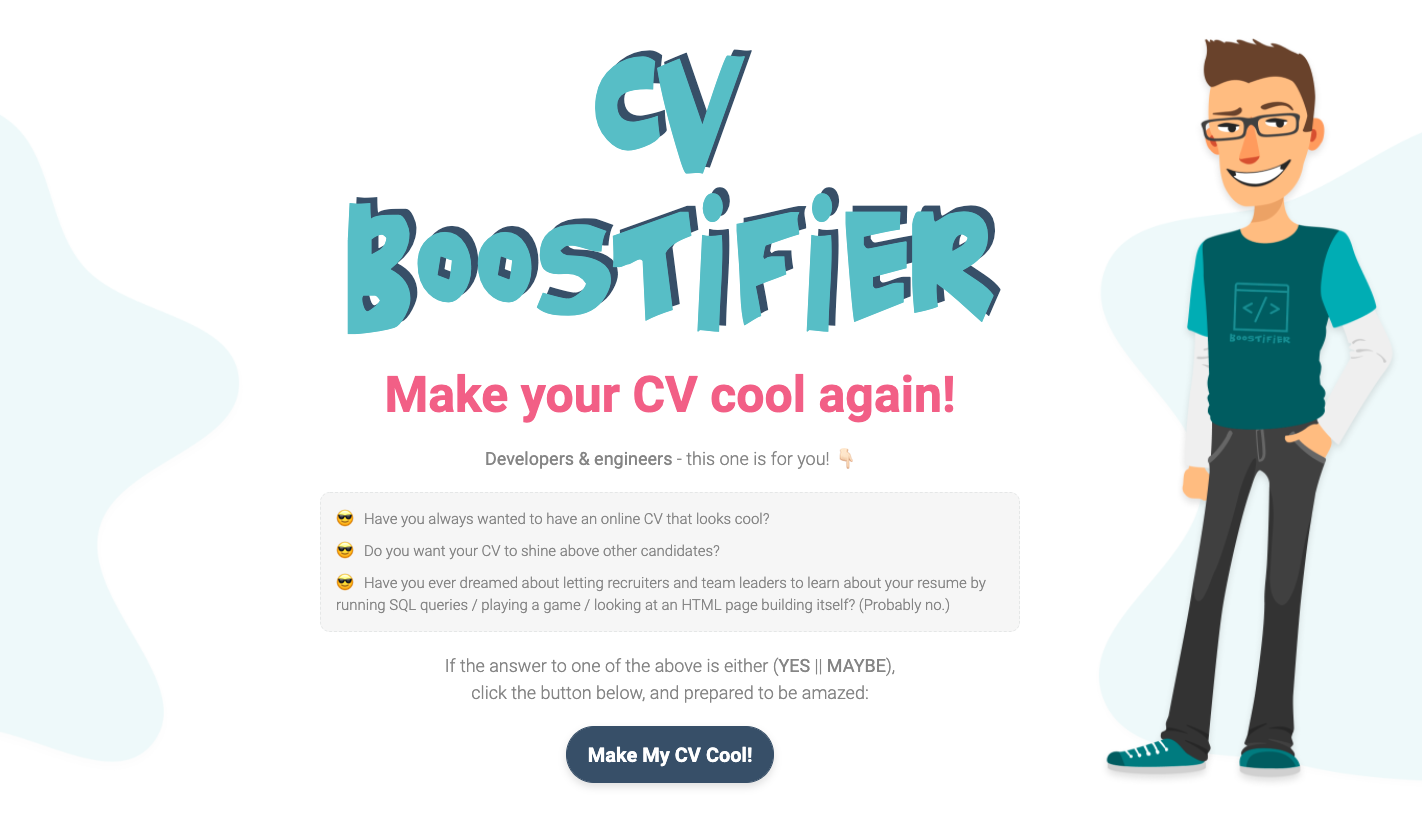 CV
BOOSTiFiER
Make your CV cool again!
Developers & engineers - this one is for you! 👇🏻
😎 Have you always wanted to have an online CV that looks cool?
😎 Do you want your CV to shine above other candidates?
😎 Have you ever dreamed about letting recruiters and team leaders to learn about your resume by
running SQL queries / playing a game / looking at an HTML page building itself? (Probably no.)
If the answer to one of the above is either (YES || MAYBE),
click the button below, and prepared to be amazed:
Make My CV Cool!
</>
BOOSTiFiER